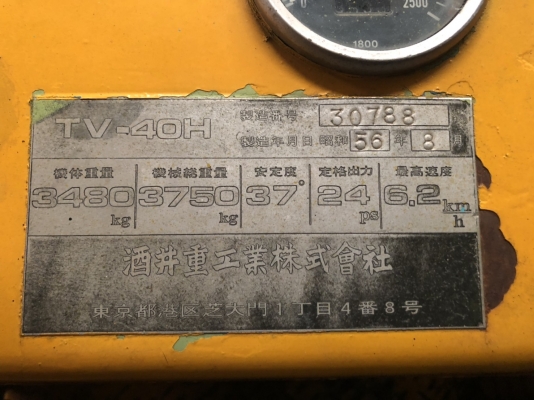 2500
1800
TV-40H
製造番号 30788
製造年月日 昭和 56 年 8 月
機体重量 機械総重量 安定度 定格出力 最高速度
3480 kg 3750 kg 37° 24 ps 6.2 km/h
酒井重工業株式會社
東京都港区芝大門1丁目4番8号